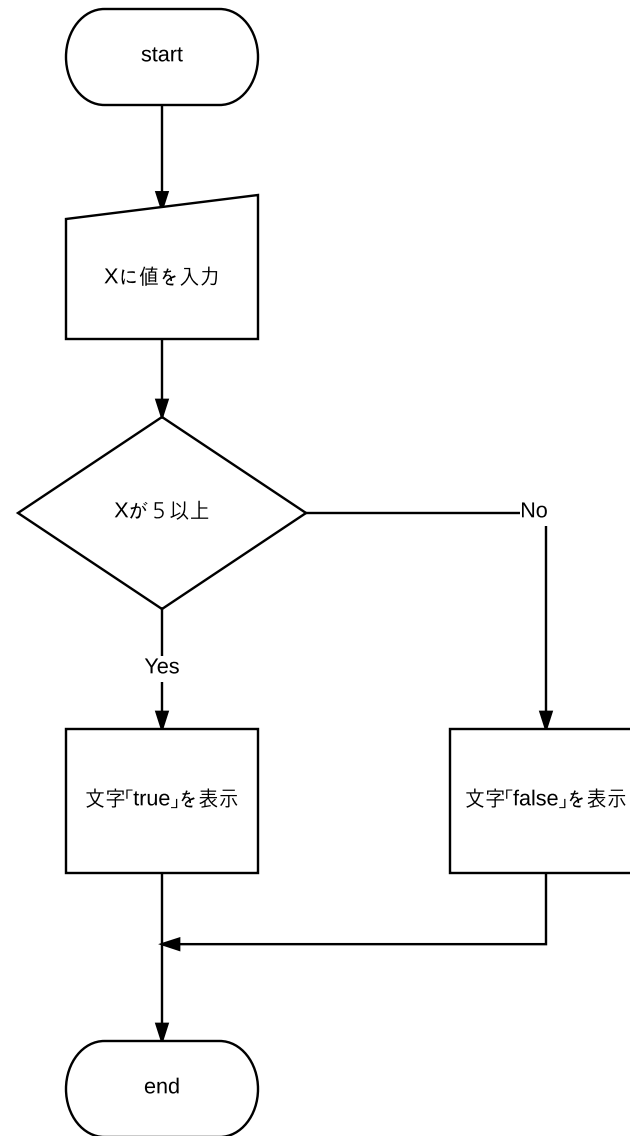 start
Xに値を入力
Xが５以上
No
Yes
文字｢true｣を表示
文字｢false｣を表示
end